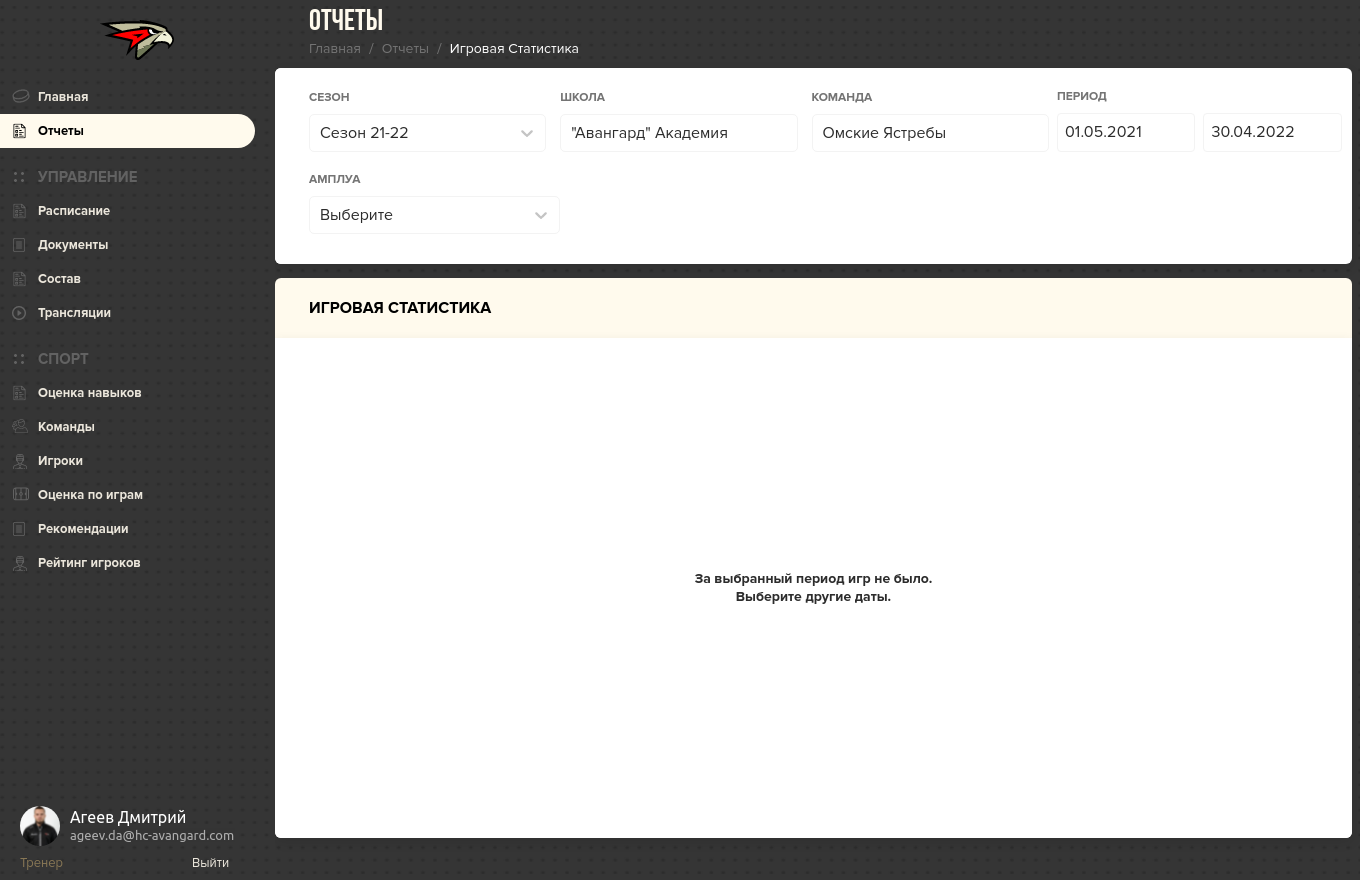 ОТЧЕТЫ
Главная / Отчеты / Игровая Статистика
Главная
Отчеты
УПРАВЛЕНИЕ
Расписание
Документы
Состав
Трансляции
СПОРТ
Оценка навыков
Команды
Игроки
Оценка по играм
Рекомендации
Рейтинг игроков
Агеев Дмитрий
ageev.da@hc-avangard.com
Тренер Выйти
СЕЗОН ШКОЛА КОМАНДА ПЕРИОД
Сезон 21-22 "Авангард" Академия Омские Ястребы 01.05.2021 30.04.2022
АМПЛУА
Выберите
ИГРОВАЯ СТАТИСТИКА
За выбранный период игр не было.
Выберите другие даты.